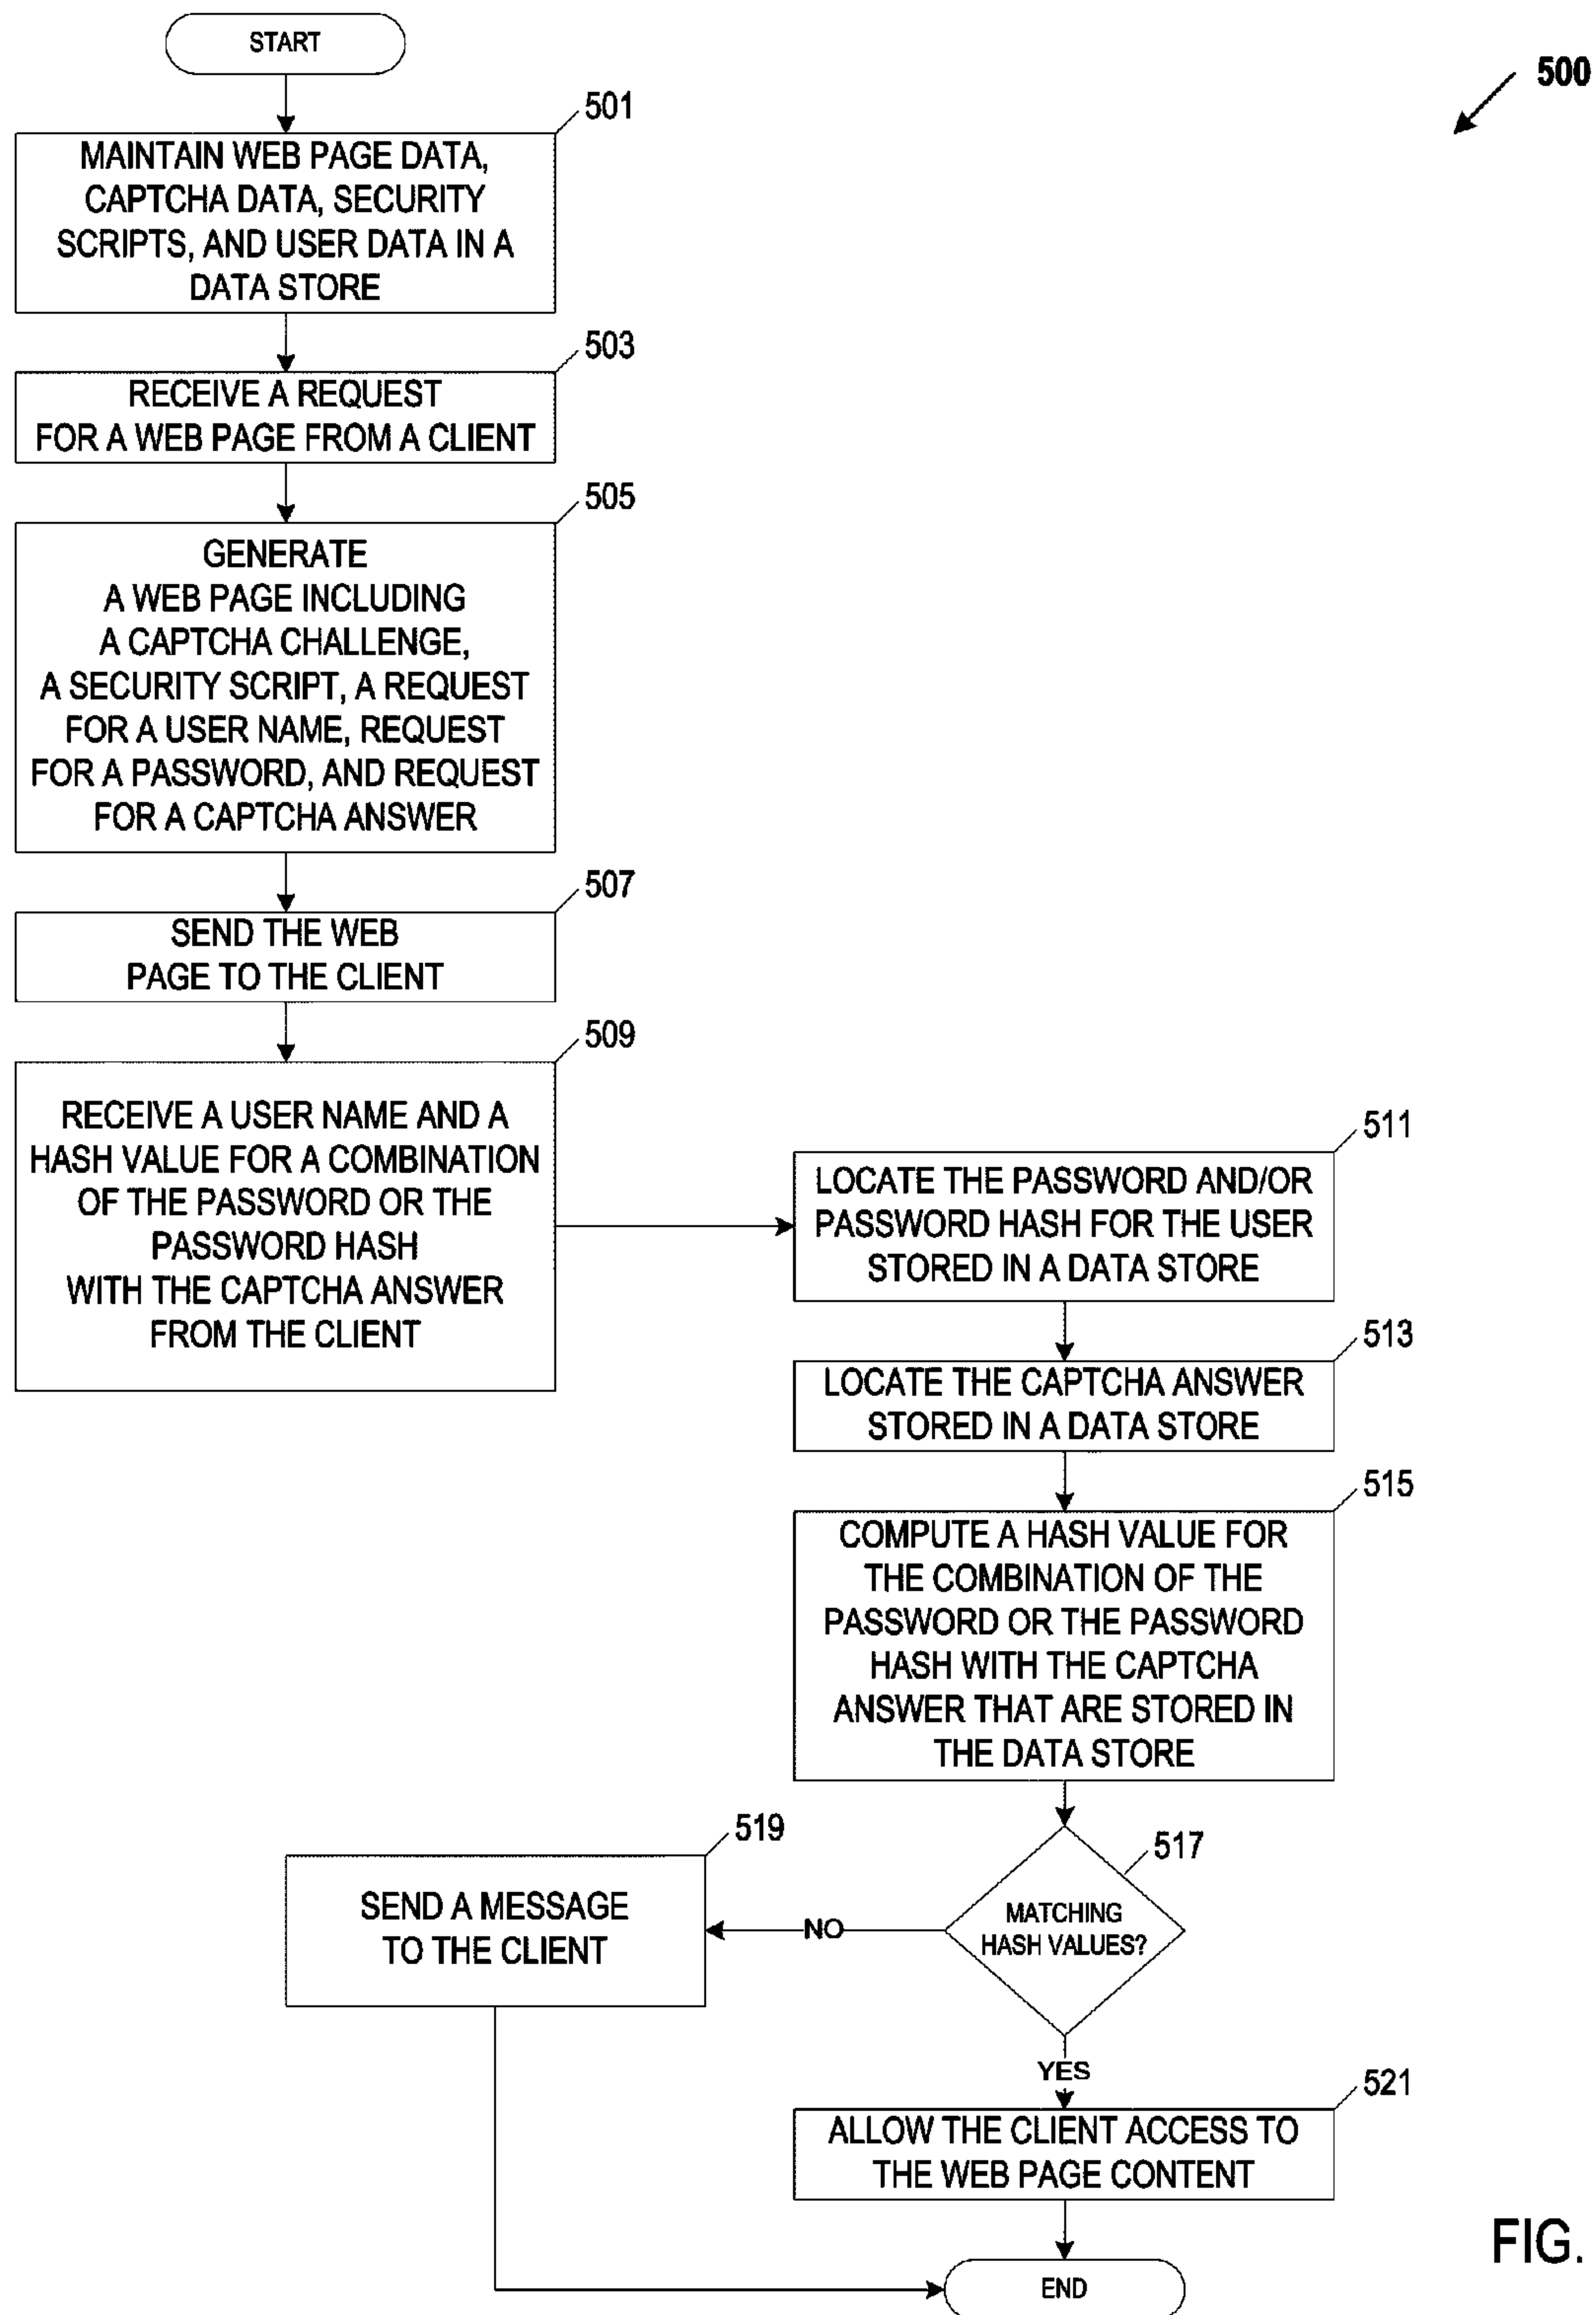 START
500
501
MAINTAIN WEB PAGE DATA,
CAPTCHA DATA, SECURITY
SCRIPTS, AND USER DATA IN A
DATA STORE
503
RECEIVE A REQUEST
FOR A WEB PAGE FROM A CLIENT
505
GENERATE
A WEB PAGE INCLUDING
A CAPTCHA CHALLENGE,
A SECURITY SCRIPT, A REQUEST
FOR A USER NAME, REQUEST
FOR A PASSWORD, AND REQUEST
FOR A CAPTCHA ANSWER
507
SEND THE WEB
PAGE TO THE CLIENT
509
RECEIVE A USER NAME AND A
HASH VALUE FOR A COMBINATION
OF THE PASSWORD OR THE
PASSWORD HASH
WITH THE CAPTCHA ANSWER
FROM THE CLIENT
511
LOCATE THE PASSWORD AND/OR
PASSWORD HASH FOR THE USER
STORED IN A DATA STORE
513
LOCATE THE CAPTCHA ANSWER
STORED IN A DATA STORE
515
COMPUTE A HASH VALUE FOR
THE COMBINATION OF THE
PASSWORD OR THE PASSWORD
HASH WITH THE CAPTCHA
ANSWER THAT ARE STORED IN
THE DATA STORE
517
MATCHING
HASH VALUES?
NO
519
SEND A MESSAGE
TO THE CLIENT
YES
521
ALLOW THE CLIENT ACCESS TO
THE WEB PAGE CONTENT
END
FIG.